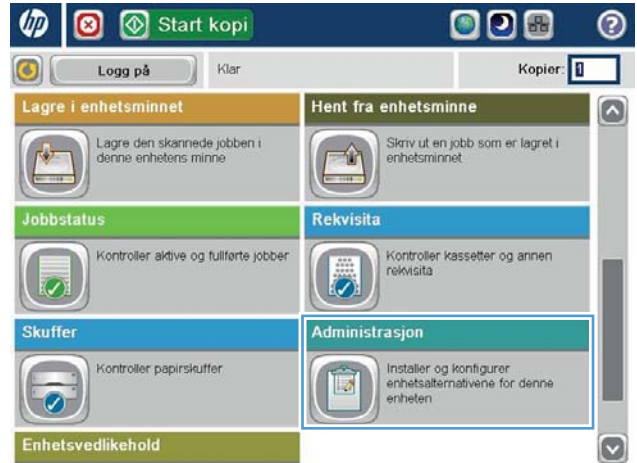 hp
Start kopi
?
Logg på
Klar
Kopier:
1
Lagre i enhetsminnet
Lagre den skannede jobben i
denne enhetens minne
Hent fra enhetsminne
Skriv ut en jobb som er lagret i
enhetsminnet
Jobbstatus
Kontroller aktive og fullførte jobber
Rekvisita
Kontroller kassetter og annen
rekvisita
Skuffer
Kontroller papirskuffer
Administrasjon
Installer og konfigurer
enhetsalternativene for denne
enheten
Enhetsvedlikehold